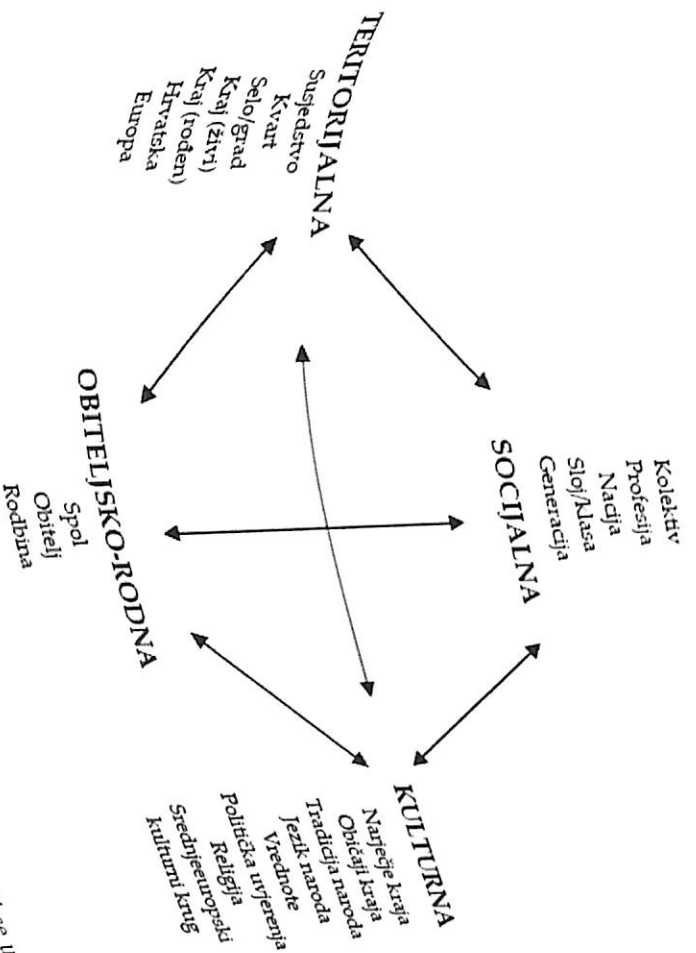 Kolektiv
Profesija
Nacija
Sloj/klasa
Generacija
SOCIJALNA
TERITORIJALNA
Susjedstvo
Kvart
Selo/grad
Kraj (živi)
Kraj (rođen)
Hrvatska
Europa
KULTURNA
Narječje kraja
Običaji kraja
Tradicija naroda
Jezik naroda
Vrednote
Politička uvjerenja
Religija
Srednjeeuropski
kulturni krug
OBITELJSKO-RODNA
Spol
Obitelj
Rodbina